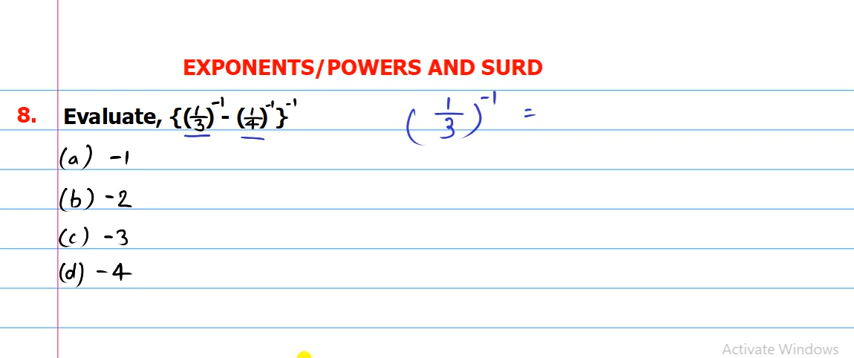 EXPONENTS/POWERS AND SURD
8. Evaluate, {(1/3)⁻¹ - (1/4)⁻¹}⁻¹ (1/3)⁻¹ =
(a) -1
(b) -2
(c) -3
(d) -4
Activate Windows